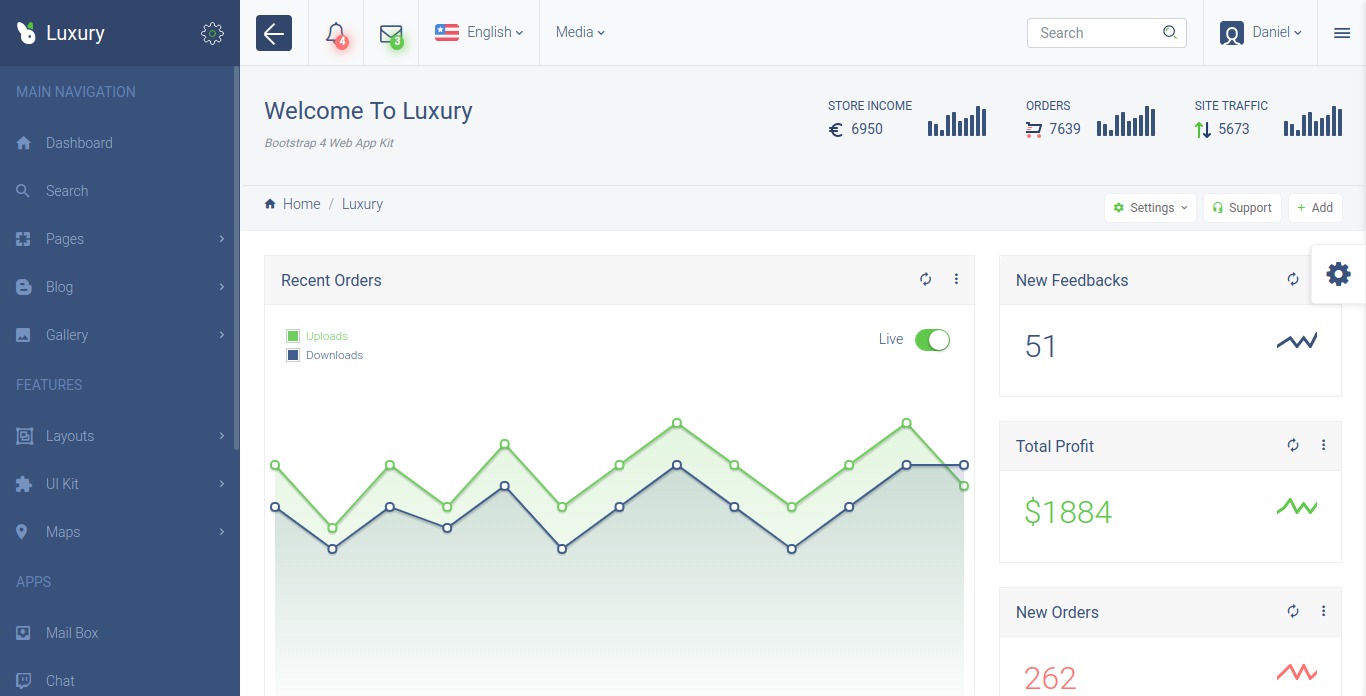 Luxury
MAIN NAVIGATION
Dashboard
Search
Pages
Blog
Gallery
FEATURES
Layouts
UI Kit
Maps
APPS
Mail Box
Chat
4
3
English
Media
Search
Daniel
Welcome To Luxury
Bootstrap 4 Web App Kit
STORE INCOME
€ 6950
ORDERS
7639
SITE TRAFFIC
5673
Home / Luxury
Settings
Support
+ Add
Recent Orders
Uploads
Downloads
Live
New Feedbacks
51
Total Profit
$1884
New Orders
262